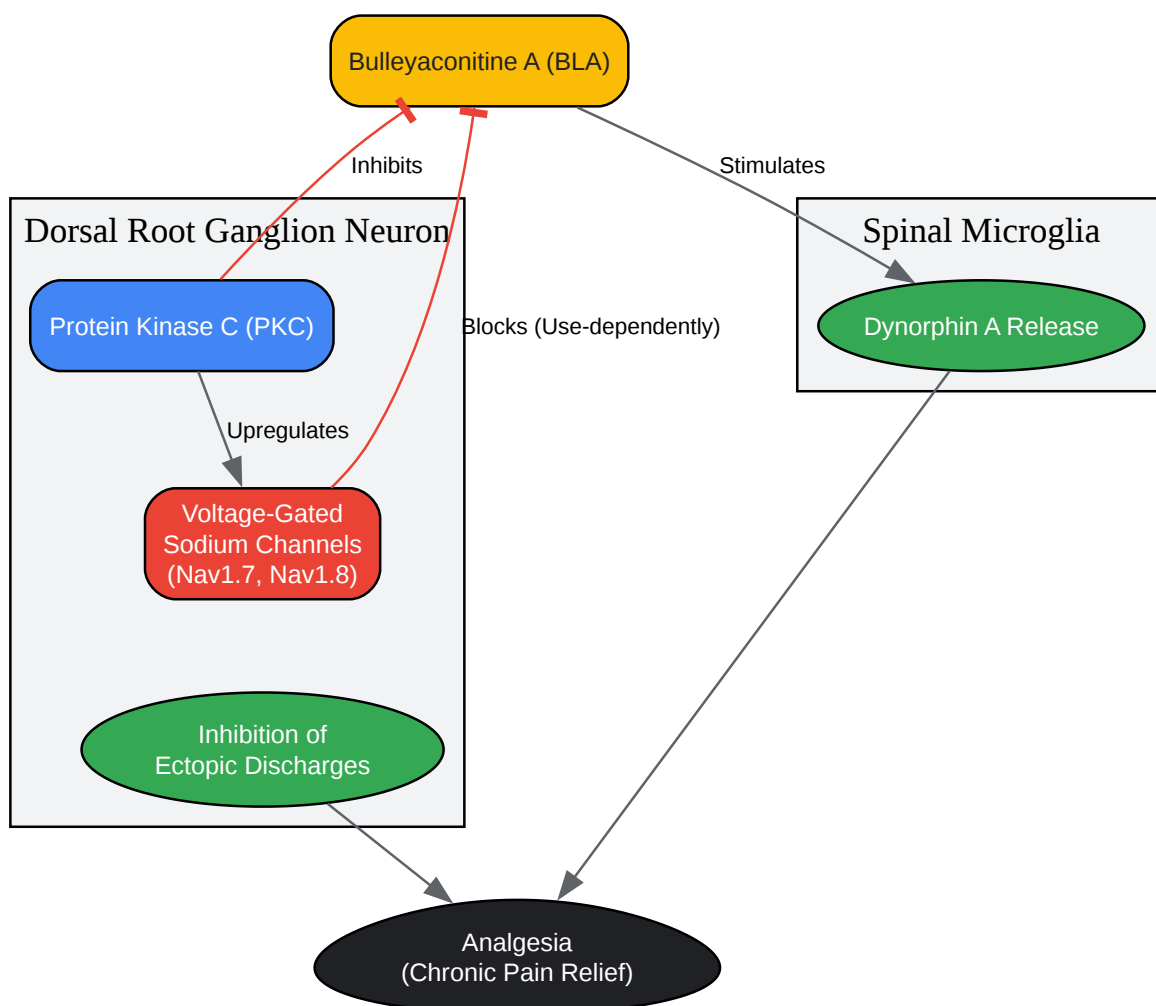 Bulleyaconitine A (BLA)
Inhibits
Stimulates
Dorsal Root Ganglion Neuron
Spinal Microglia
Protein Kinase C (PKC)
Blocks (Use-dependently)
Dynorphin A Release
Upregulates
Voltage-Gated
Sodium Channels
(Nav1.7, Nav1.8)
Inhibition of
Ectopic Discharges
Analgesia
(Chronic Pain Relief)